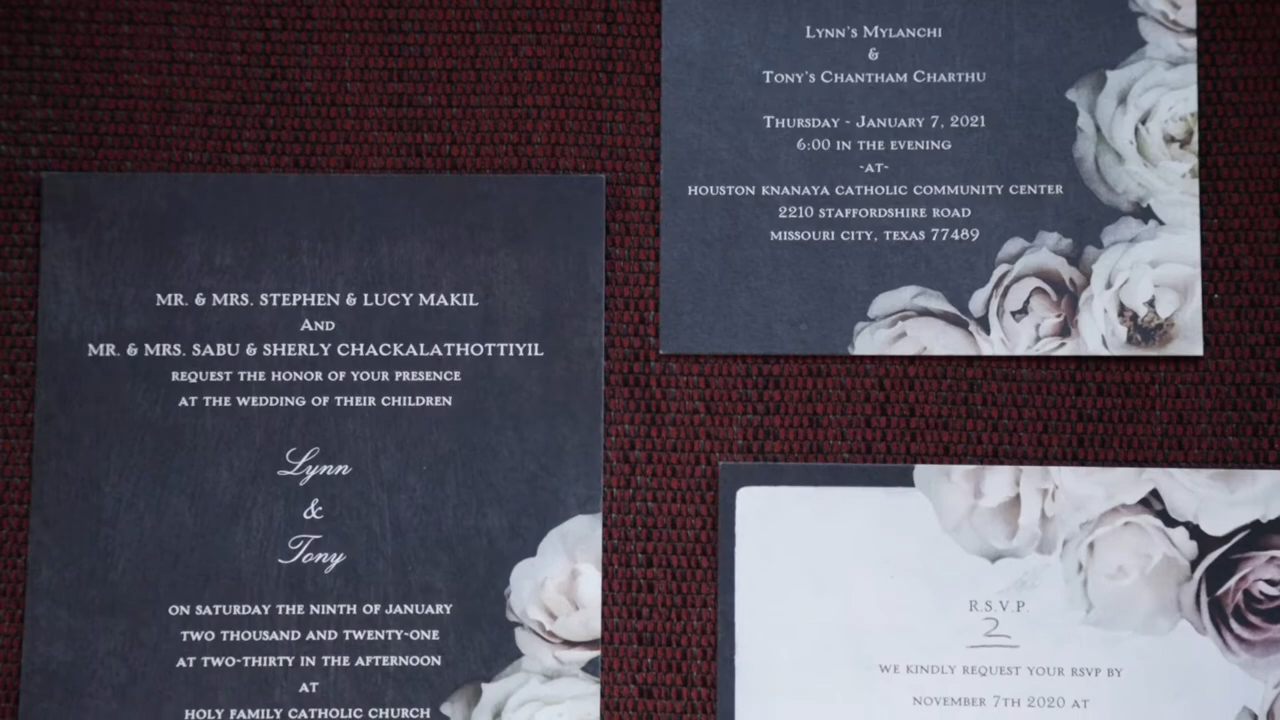 Lynn's Mylanchi
&
Tony's Chantham Charthu
Thursday - January 7, 2021
6:00 in the evening
-at-
Houston Knanaya Catholic Community Center
2210 Staffordshire Road
Missouri City, Texas 77489
MR. & MRS. STEPHEN & LUCY MAKIL
And
MR. & MRS. SABU & SHERLY CHACKALATHOTTIYIL
REQUEST THE HONOR OF YOUR PRESENCE
AT THE WEDDING OF THEIR CHILDREN
Lynn
&
Tony
ON SATURDAY THE NINTH OF JANUARY
TWO THOUSAND AND TWENTY-ONE
AT TWO-THIRTY IN THE AFTERNOON
AT
HOLY FAMILY CATHOLIC CHURCH
R.S.V.P.
2
WE KINDLY REQUEST YOUR RSVP BY
NOVEMBER 7TH 2020 AT